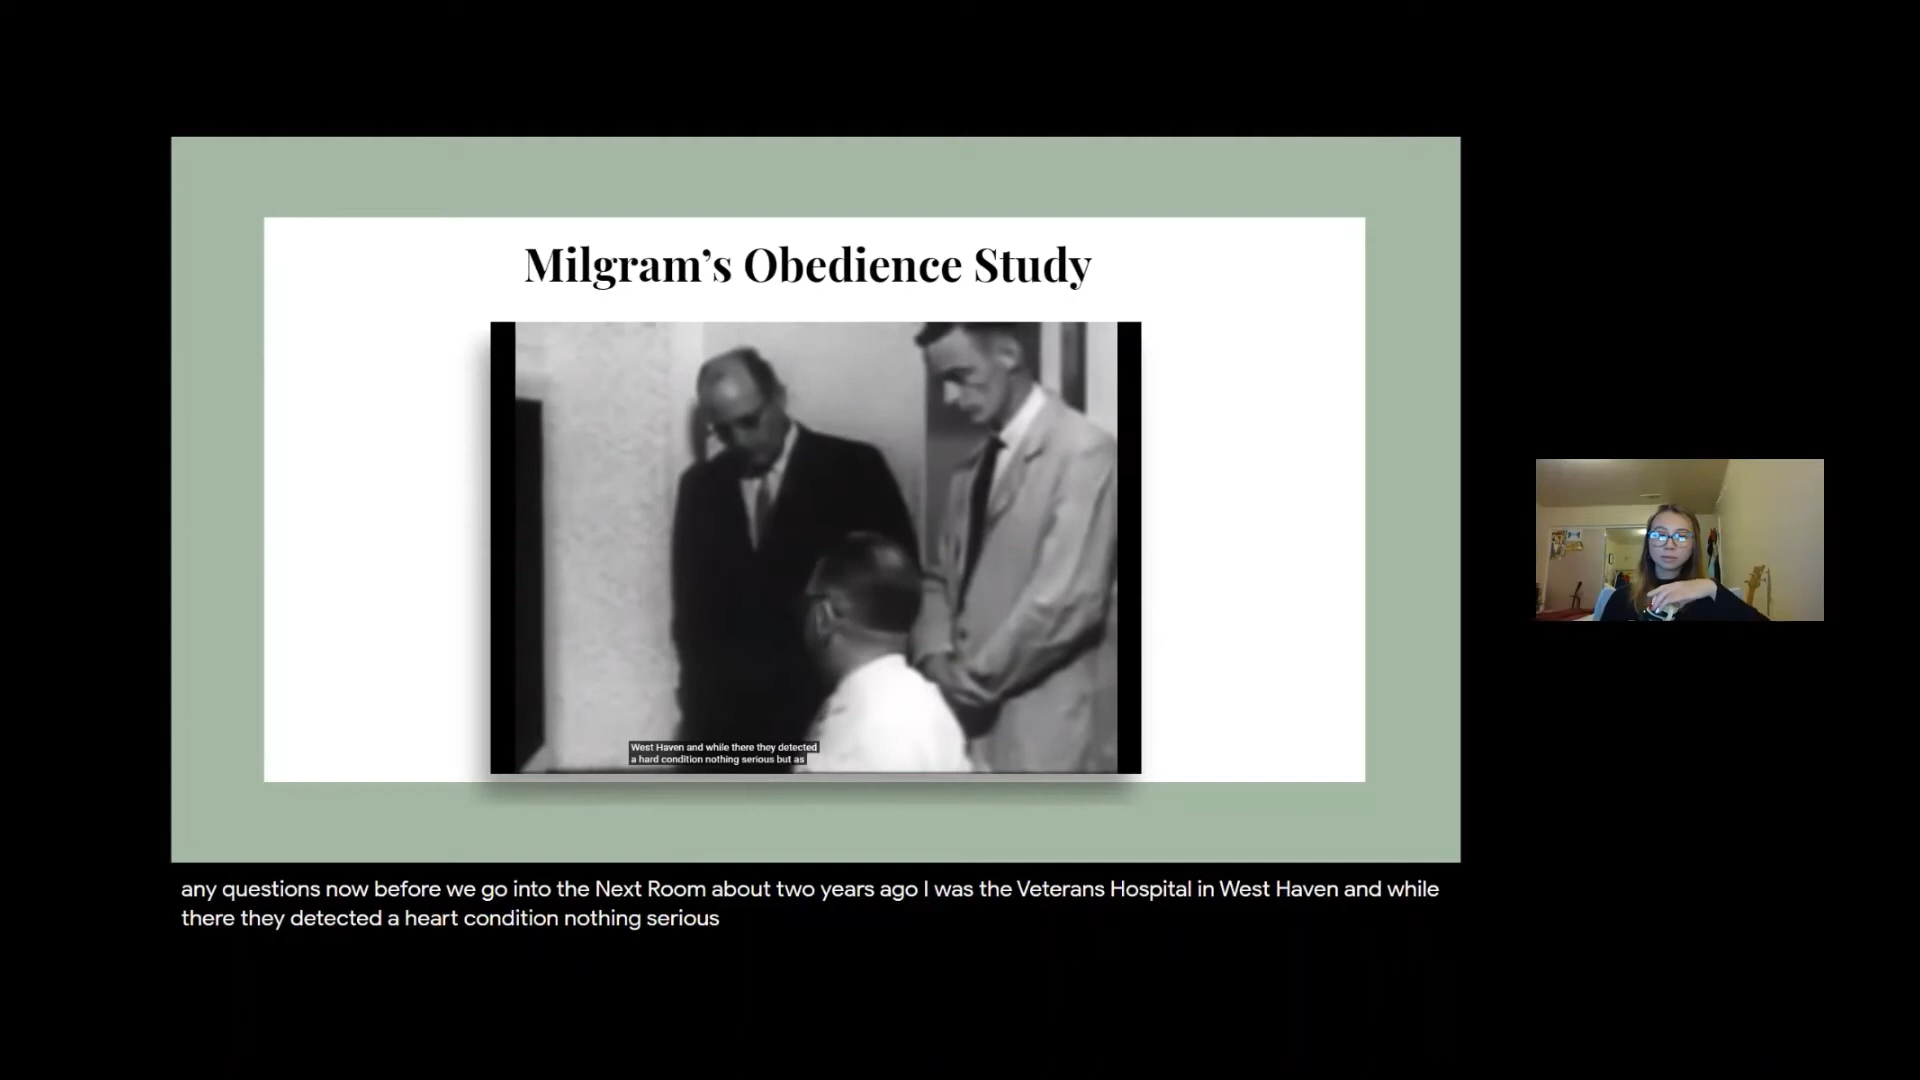 Milgram’s Obedience Study
West Haven and while there they detected
a hard condition nothing serious but as
any questions now before we go into the Next Room about two years ago I was the Veterans Hospital in West Haven and while
there they detected a heart condition nothing serious